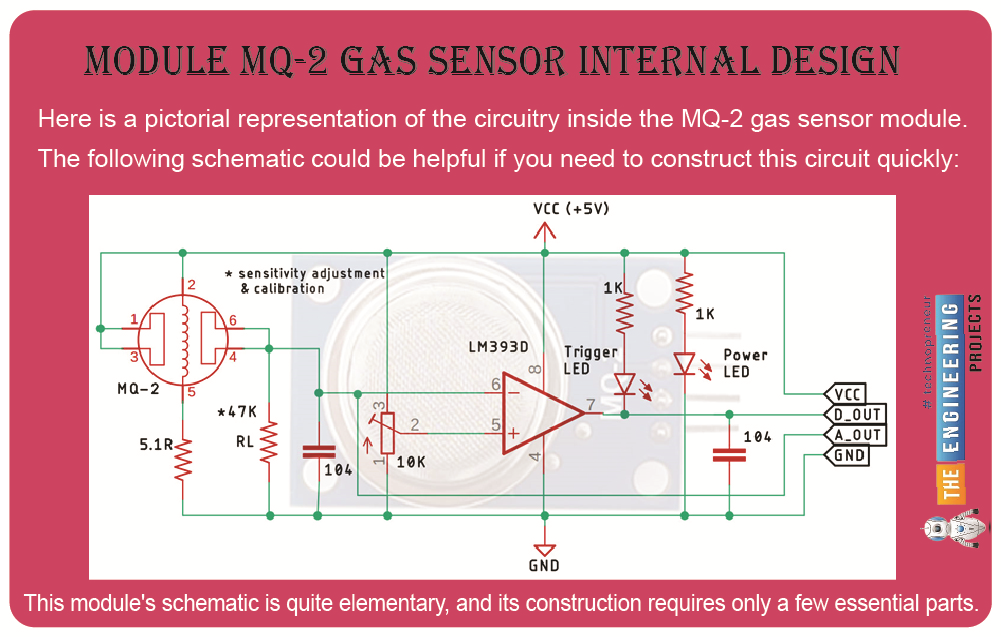 MODULE MQ-2 GAS SENSOR INTERNAL DESIGN
Here is a pictorial representation of the circuitry inside the MQ-2 gas sensor module.
The following schematic could be helpful if you need to construct this circuit quickly:
VCC (+5V)
* sensitivity adjustment
& calibration
2
1
3
6
4
5
MQ-2
5.1R
*47K
RL
104
3
2
1
10K
LM393D
6
5
8
4
7
1K
Trigger
LED
1K
Power
LED
104
VCC
D_OUT
A_OUT
GND
GND
# technopreneur
THE ENGINEERING
PROJECTS
This module's schematic is quite elementary, and its construction requires only a few essential parts.